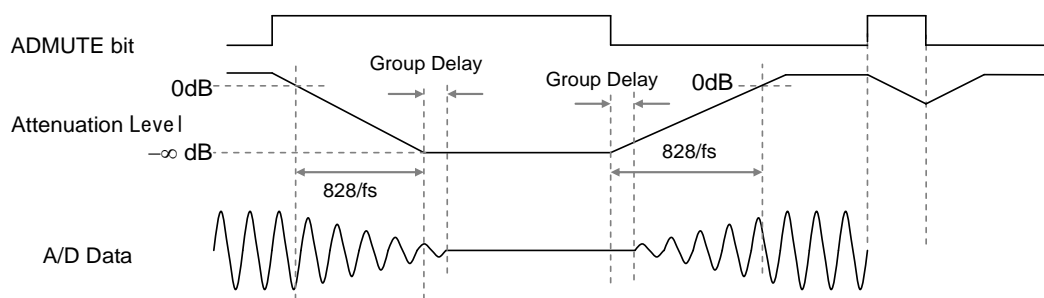 ADMUTE bit
Group Delay
Group Delay
0dB
0dB
Attenuation Level
−∞ dB
828/fs
828/fs
A/D Data